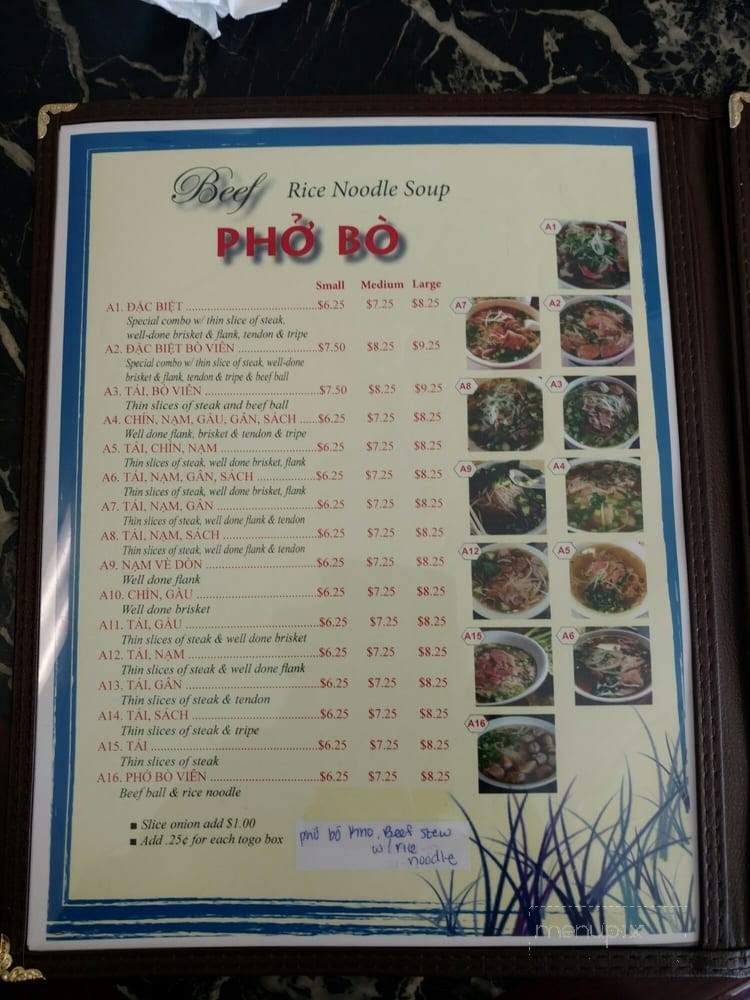 Beef Rice Noodle Soup
PHỞ BÒ
Small Medium Large
A1. ĐẶC BIỆT ........ $6.25 $7.25 $8.25
Special combo w/ thin slice of steak,
well-done brisket & flank, tendon & tripe
A2. ĐẶC BIỆT BÒ VIÊN ........ $7.50 $8.25 $9.25
Special combo w/ thin slice of steak, well-done
brisket & flank, tendon & tripe & beef ball
A3. TÁI, BÒ VIÊN ........ $7.50 $8.25 $9.25
Thin slices of steak and beef ball
A4. CHÍN, NẠM, GÂU, GÂN, SÁCH ...... $6.25 $7.25 $8.25
Well done flank, brisket & tendon & tripe
A5. TÁI, CHÍN, NẠM ........ $6.25 $7.25 $8.25
Thin slices of steak, well done brisket, flank
A6. TÁI, NẠM, GÂN, SÁCH ........ $6.25 $7.25 $8.25
Thin slices of steak, well done brisket, flank
A7. TÁI, NẠM, GÂN ........ $6.25 $7.25 $8.25
Thin slices of steak, well done flank & tendon
A8. TÁI, NẠM, SÁCH ........ $6.25 $7.25 $8.25
Thin slices of steak, well done flank & tendon
A9. NẠM VÈ DÒN ........ $6.25 $7.25 $8.25
Well done flank
A10. CHÍN, GÂU ........ $6.25 $7.25 $8.25
Well done brisket
A11. TÁI, GÂU ........ $6.25 $7.25 $8.25
Thin slices of steak & well done brisket
A12. TÁI, NẠM ........ $6.25 $7.25 $8.25
Thin slices of steak & well done flank
A13. TÁI, GÂN ........ $6.25 $7.25 $8.25
Thin slices of steak & tendon
A14. TÁI, SÁCH ........ $6.25 $7.25 $8.25
Thin slices of steak & tripe
A15. TÁI ........ $6.25 $7.25 $8.25
Thin slices of steak
A16. PHỞ BÒ VIÊN ........ $6.25 $7.25 $8.25
Beef ball & rice noodle
■ Slice onion add $1.00
■ Add .25¢ for each togo box
phở bò kho, Beef stew
w/ rice
noodle
A1
A7 A2
A8 A3
A9 A4
A12 A5
A15 A6
A16
menupix